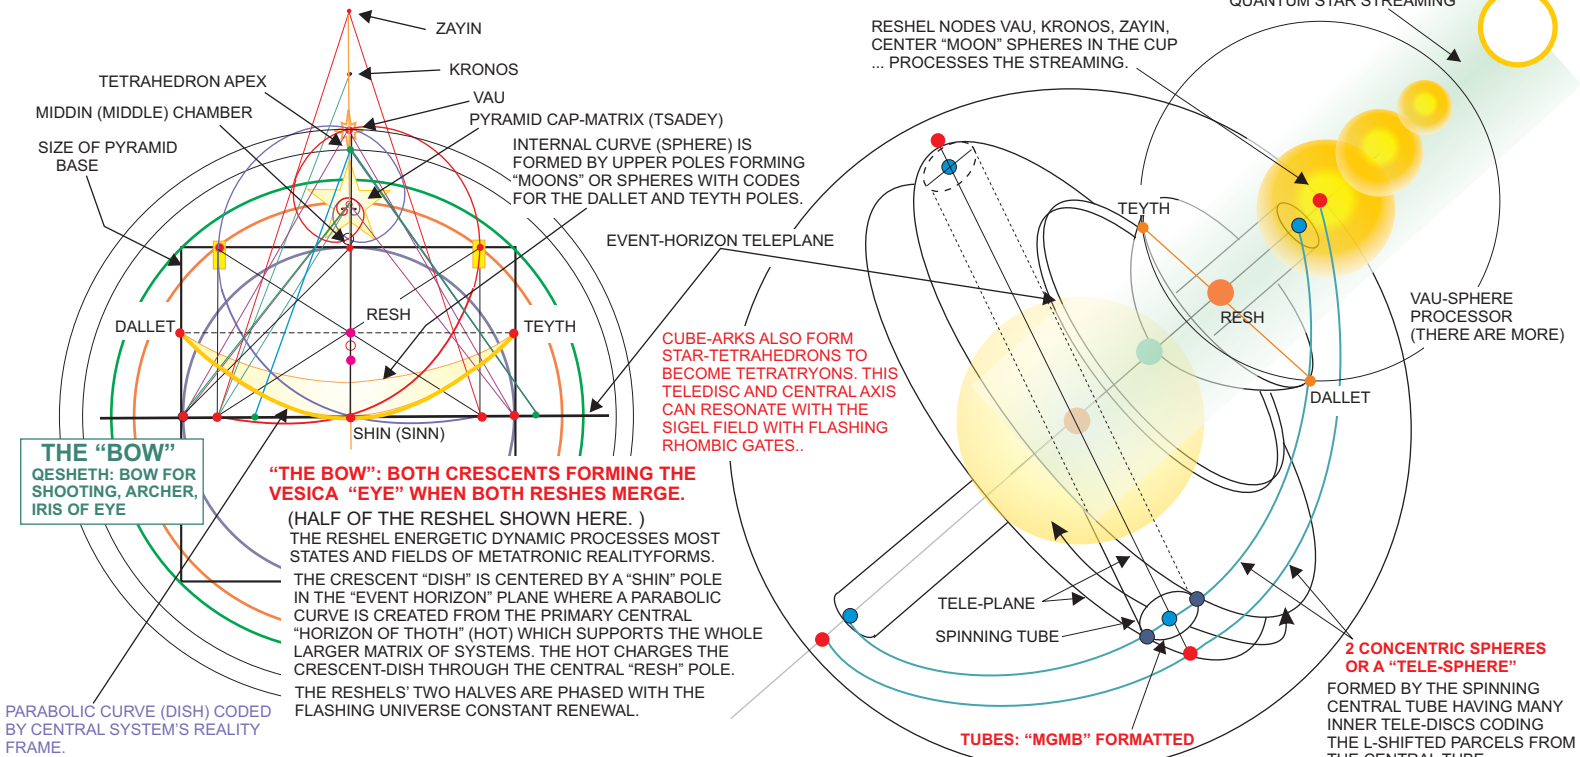 ZAYIN
KRONOS
TETRAHEDRON APEX
VAU
MIDDIN (MIDDLE) CHAMBER
PYRAMID CAP-MATRIX (TSADEY)
SIZE OF PYRAMID
BASE
INTERNAL CURVE (SPHERE) IS
FORMED BY UPPER POLES FORMING
“MOONS” OR SPHERES WITH CODES
FOR THE DALLET AND TEYTH POLES.
EVENT-HORIZON TELEPLANE
RESH
DALLET
TEYTH
SHIN (SINN)
THE “BOW”
QESHETH: BOW FOR
SHOOTING, ARCHER,
IRIS OF EYE
“THE BOW”: BOTH CRESCENTS FORMING THE
VESICA “EYE” WHEN BOTH RESHES MERGE.
(HALF OF THE RESHEL SHOWN HERE. )
THE RESHEL ENERGETIC DYNAMIC PROCESSES MOST
STATES AND FIELDS OF METATRONIC REALITYFORMS.
THE CRESCENT “DISH” IS CENTERED BY A “SHIN” POLE
IN THE “EVENT HORIZON” PLANE WHERE A PARABOLIC
CURVE IS CREATED FROM THE PRIMARY CENTRAL
“HORIZON OF THOTH” (HOT) WHICH SUPPORTS THE WHOLE
LARGER MATRIX OF SYSTEMS. THE HOT CHARGES THE
CRESCENT-DISH THROUGH THE CENTRAL “RESH” POLE.
THE RESHELS’ TWO HALVES ARE PHASED WITH THE
FLASHING UNIVERSE CONSTANT RENEWAL.
PARABOLIC CURVE (DISH) CODED
BY CENTRAL SYSTEM’S REALITY
FRAME.
QUANTUM STAR STREAMING
RESHEL NODES VAU, KRONOS, ZAYIN,
CENTER “MOON” SPHERES IN THE CUP
... PROCESSES THE STREAMING.
TEYTH
RESH
VAU-SPHERE
PROCESSOR
(THERE ARE MORE)
DALLET
CUBE-ARKS ALSO FORM
STAR-TETRAHEDRONS TO
BECOME TETRATRYONS. THIS
TELEDISC AND CENTRAL AXIS
CAN RESONATE WITH THE
SIGEL FIELD WITH FLASHING
RHOMBIC GATES..
TELE-PLANE
SPINNING TUBE
TUBES: “MGMB” FORMATTED
2 CONCENTRIC SPHERES
OR A “TELE-SPHERE”
FORMED BY THE SPINNING
CENTRAL TUBE HAVING MANY
INNER TELE-DISCS CODING
THE L-SHIFTED PARCELS FROM
THE CENTRAL TUBE